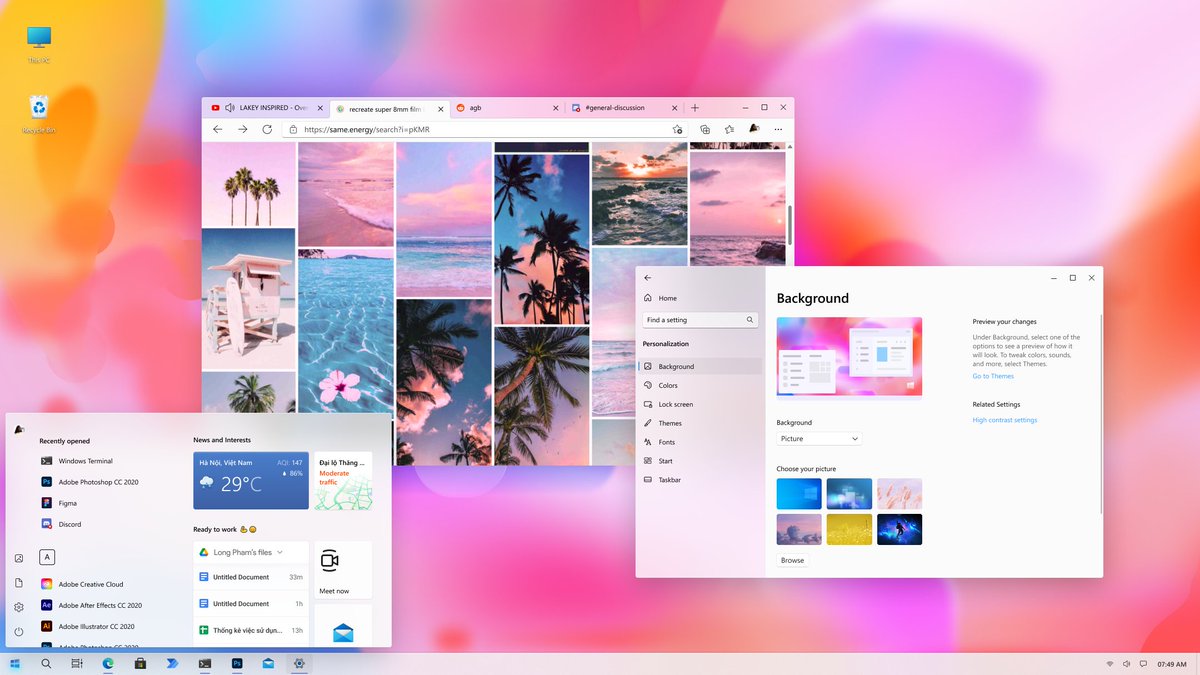 This PC
Recycle Bin
LAKEY INSPIRED - Over
recreate super 8mm film
agb
#general-discussion
https://same.energy/search?i=pKMR
Home
Find a setting
Personalization
Background
Colors
Lock screen
Themes
Fonts
Start
Taskbar
Background
Background
Picture
Choose your picture
Browse
Preview your changes
Under Background, select one of the
options to see a preview of how it
will look. To tweak colors, sounds,
and more, select Themes.
Go to Themes
Related Settings
High contrast settings
Recently opened
Windows Terminal
Adobe Photoshop CC 2020
Figma
Discord
A
Adobe Creative Cloud
Adobe After Effects CC 2020
Adobe Illustrator CC 2020
Adobe Photoshop CC 2020
News and Interests
Hà Nội, Việt Nam
AQI: 147
86%
29°C
Đại lộ Thăng ...
Moderate
traffic
Ready to work 💪😄
Long Pham's files
Untitled Document 33m
Untitled Document 1h
Thống kê việc sử dụn... 13h
Meet now
07:49 AM